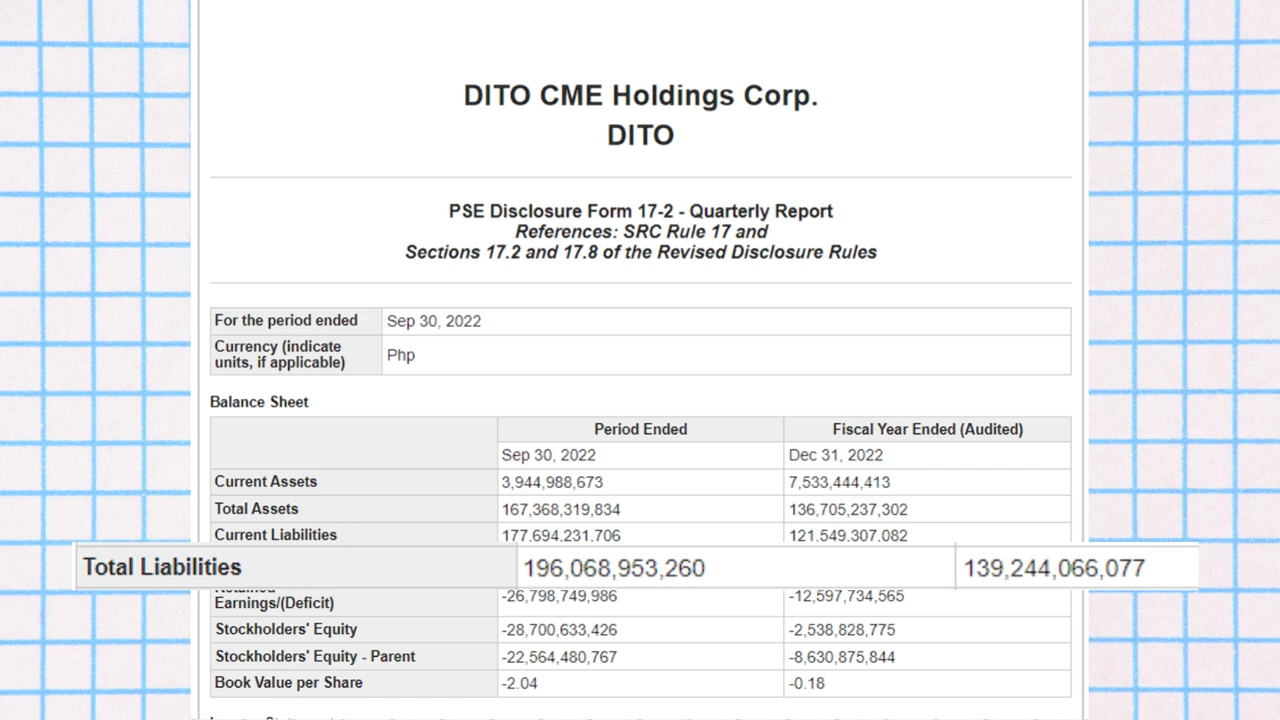 DITO CME Holdings Corp.
DITO
PSE Disclosure Form 17-2 - Quarterly Report
References: SRC Rule 17 and
Sections 17.2 and 17.8 of the Revised Disclosure Rules
For the period ended Sep 30, 2022
Currency (indicate
units, if applicable) Php
Balance Sheet
Period Ended Fiscal Year Ended (Audited)
Sep 30, 2022 Dec 31, 2022
Current Assets 3,944,988,673 7,533,444,413
Total Assets 167,368,319,834 136,705,237,302
Current Liabilities 177,694,231,706 121,549,307,082
Total Liabilities 196,068,953,260 139,244,066,077
Retained
Earnings/(Deficit) -26,798,749,986 -12,597,734,565
Stockholders' Equity -28,700,633,426 -2,538,828,775
Stockholders' Equity - Parent -22,564,480,767 -8,630,875,844
Book Value per Share -2.04 -0.18